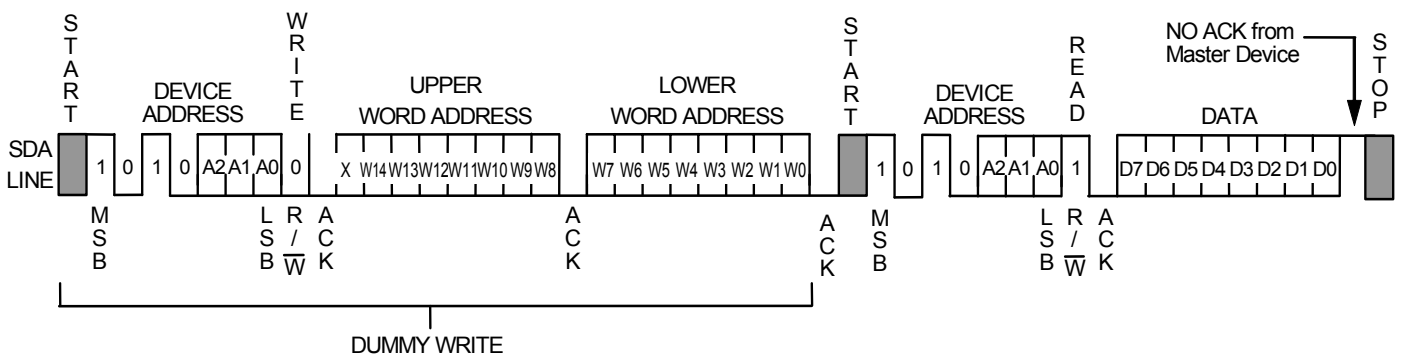 START
WRITE
START
READ
NO ACK from
Master Device
STOP
DEVICE
ADDRESS
UPPER
WORD ADDRESS
LOWER
WORD ADDRESS
DEVICE
ADDRESS
DATA
SDA
LINE
1 0 1 0 A2 A1 A0 0 X W14 W13 W12 W11 W10 W9 W8 W7 W6 W5 W4 W3 W2 W1 W0 1 0 1 0 A2 A1 A0 1 D7 D6 D5 D4 D3 D2 D1 D0
MSB
LSB
R/W
ACK
ACK
ACK
MSB
LSB
R/W
ACK
DUMMY WRITE